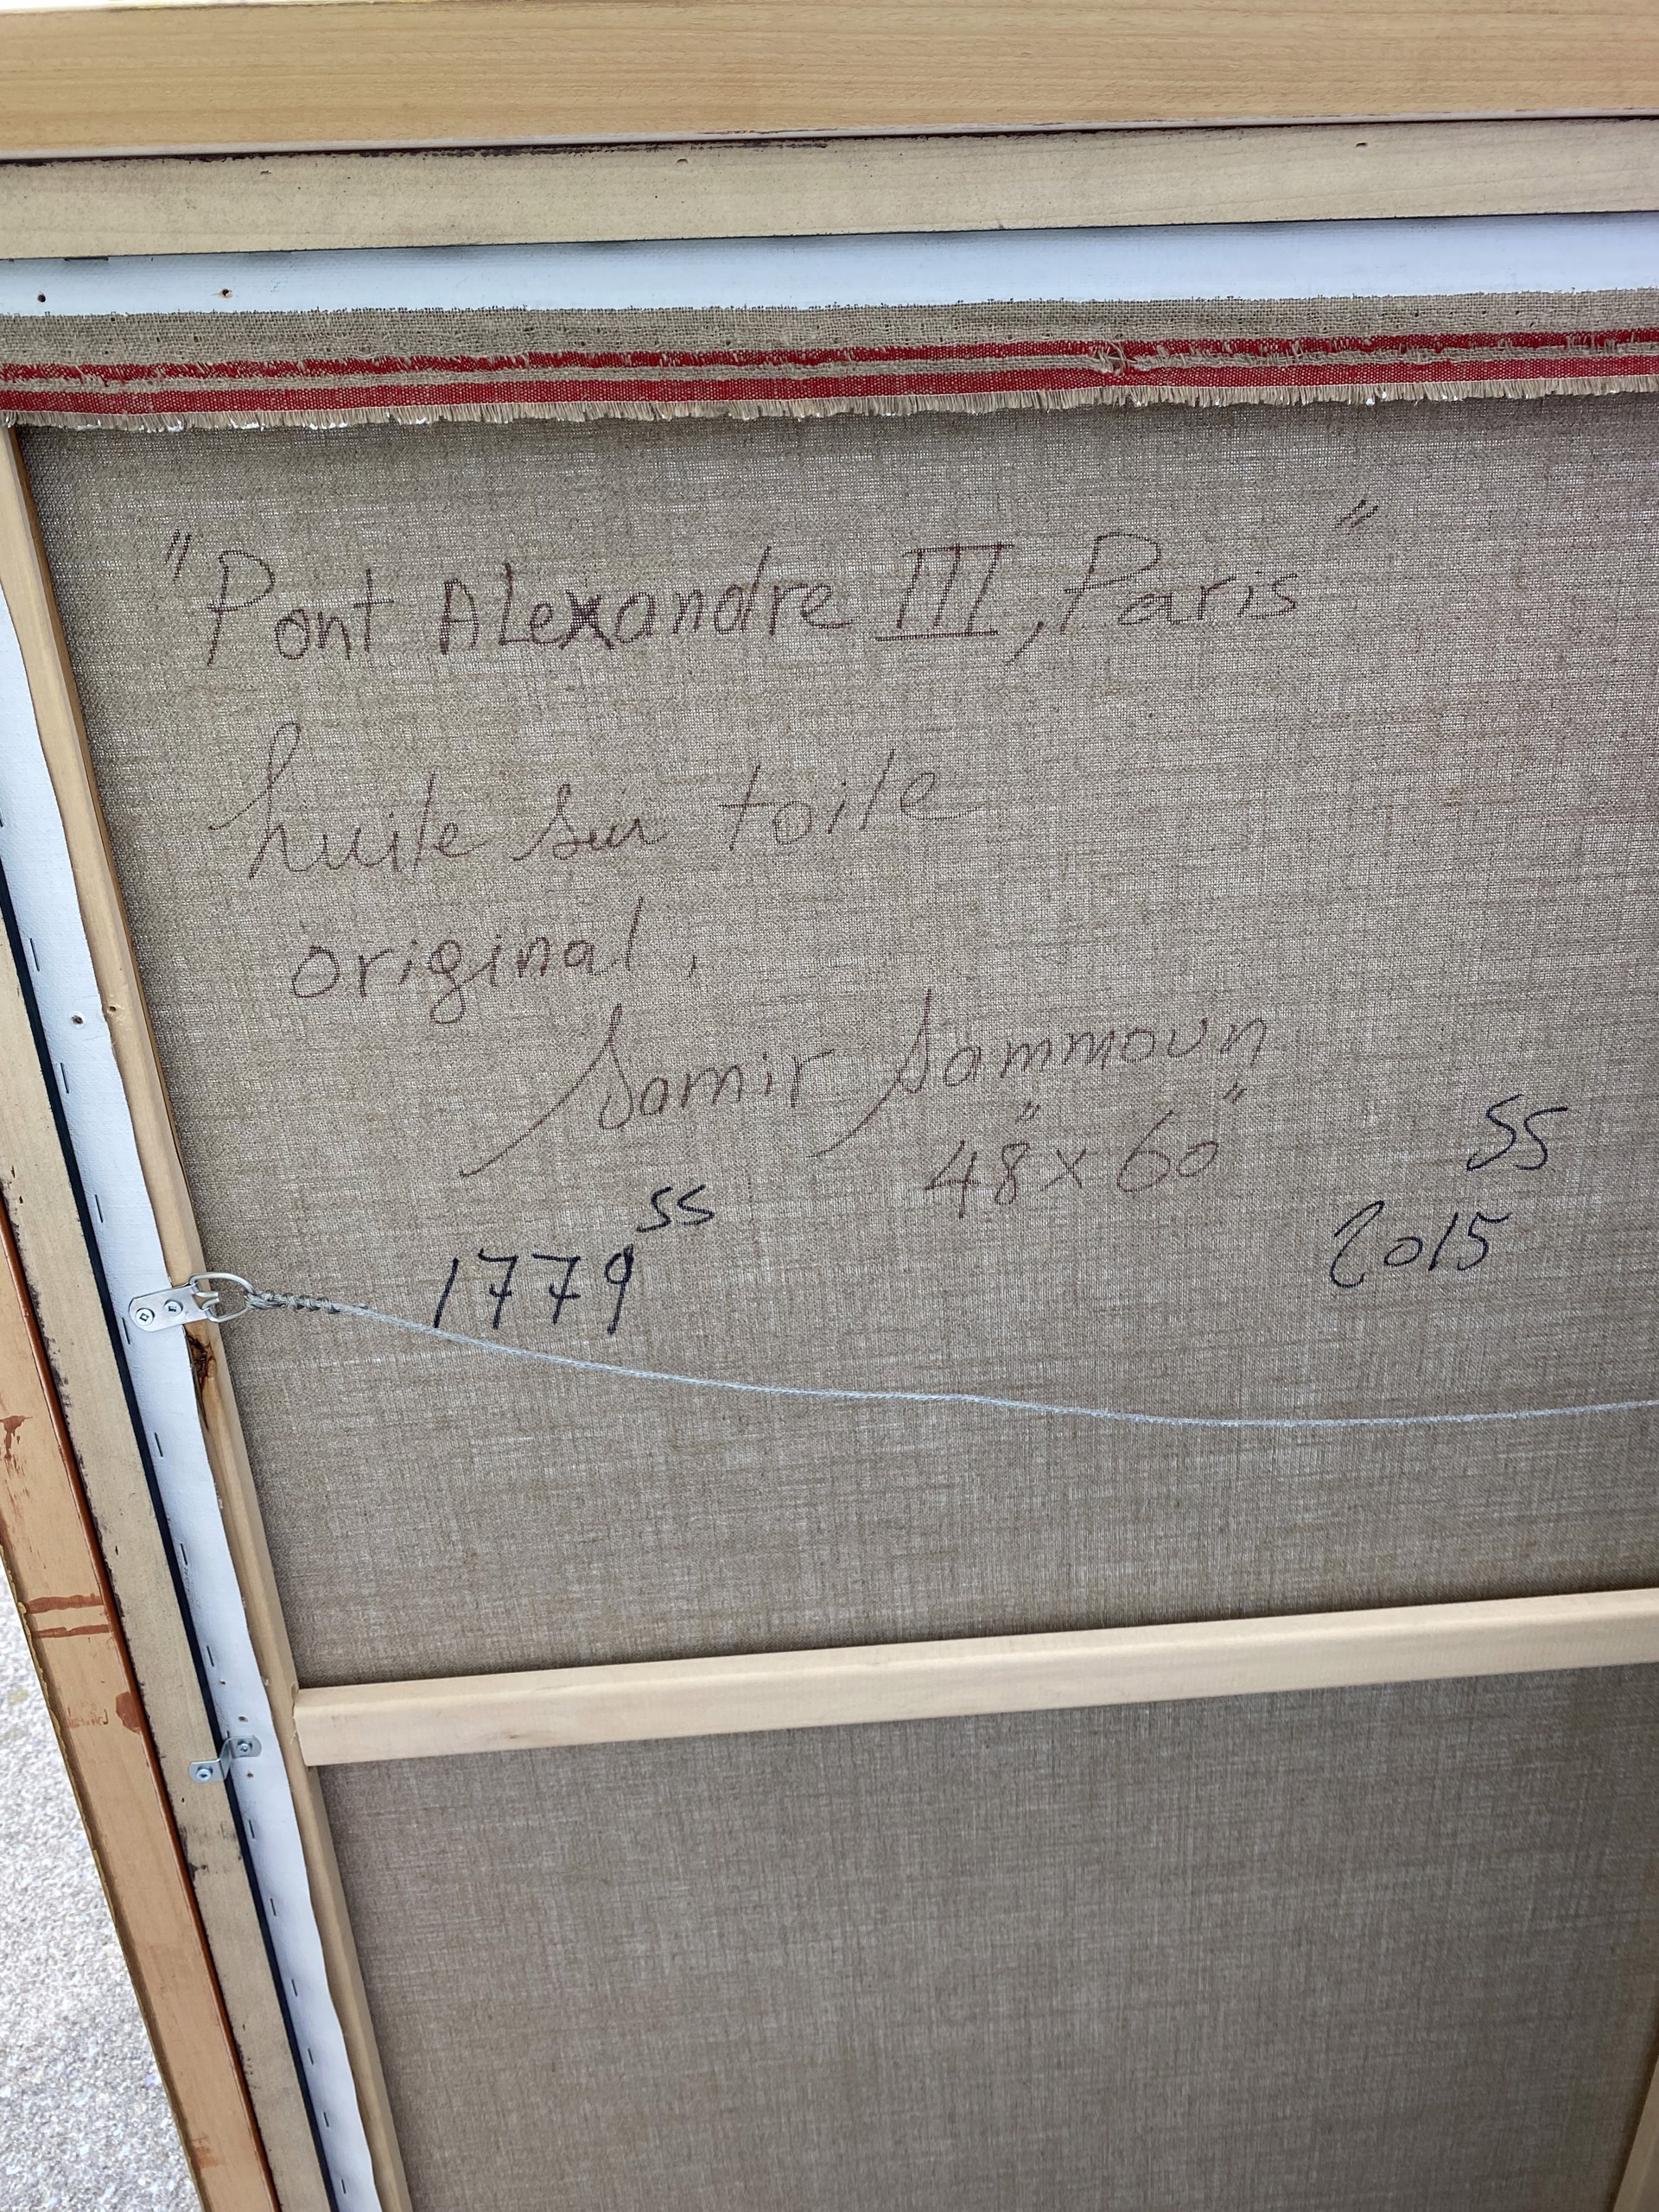 "Pont Alexandre III, Paris"
huile sur toile
original,
Samir Sammoun
48" x 60"
SS
1779 SS
2015